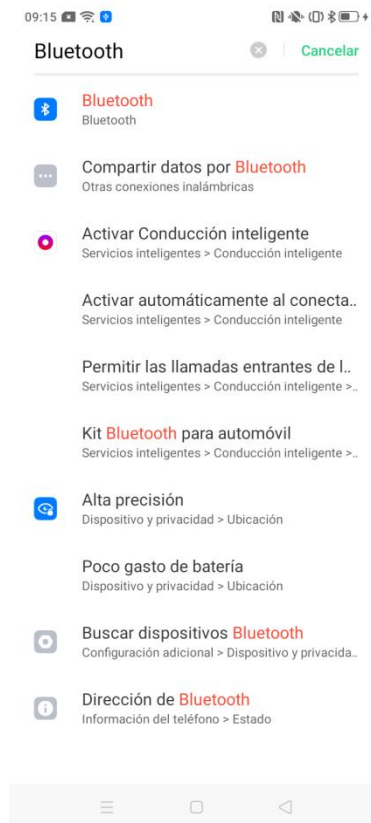 09:15
Bluetooth
Cancelar
Bluetooth
Bluetooth
Compartir datos por Bluetooth
Otras conexiones inalámbricas
Activar Conducción inteligente
Servicios inteligentes > Conducción inteligente
Activar automáticamente al conecta..
Servicios inteligentes > Conducción inteligente
Permitir las llamadas entrantes de l..
Servicios inteligentes > Conducción inteligente >..
Kit Bluetooth para automóvil
Servicios inteligentes > Conducción inteligente >..
Alta precisión
Dispositivo y privacidad > Ubicación
Poco gasto de batería
Dispositivo y privacidad > Ubicación
Buscar dispositivos Bluetooth
Configuración adicional > Dispositivo y privacida..
Dirección de Bluetooth
Información del teléfono > Estado